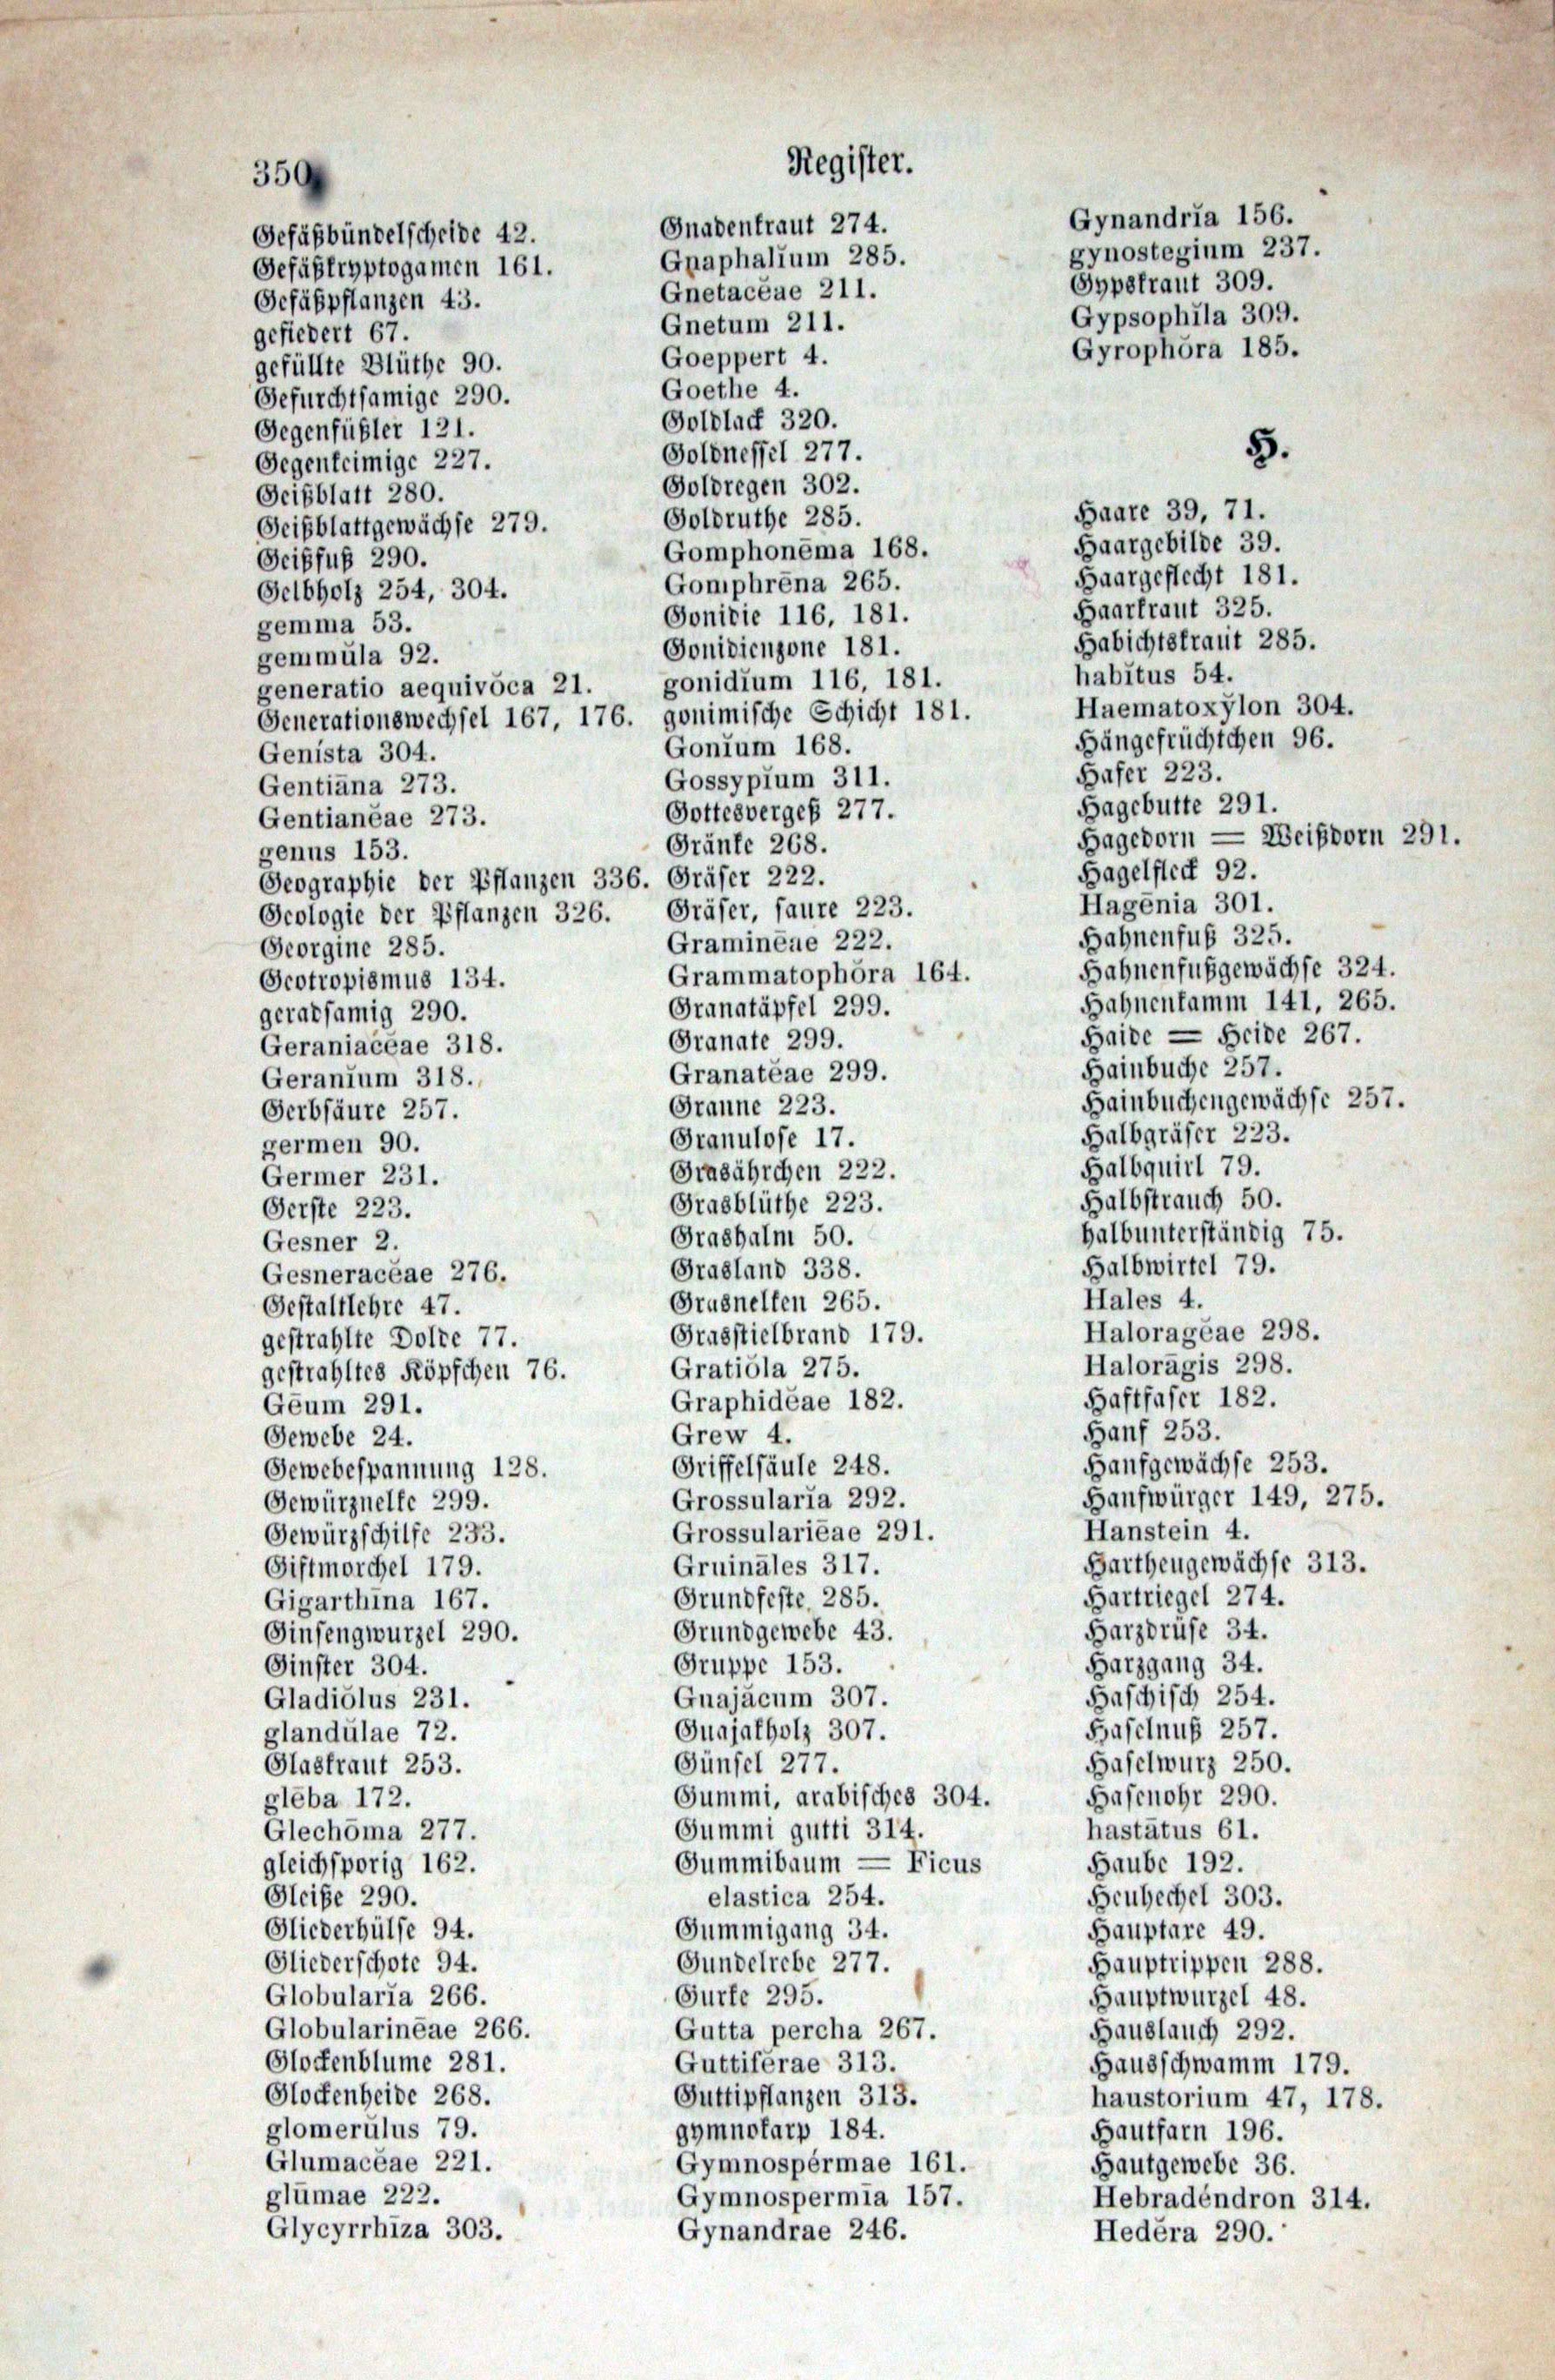 350
Register.
Gefäßbündelscheide 42.
Gefäßkryptogamen 161.
Gefäßpflanzen 43.
gefiedert 67.
gefüllte Blüthe 90.
Gefurchtsamige 290.
Gegenfüßler 121.
Gegenkeimige 227.
Geißblatt 280.
Geißblattgewächse 279.
Geißfuß 290.
Gelbholz 254, 304.
gemma 53.
gemmŭla 92.
generatio aequivŏca 21.
Generationswechsel 167, 176.
Genista 304.
Gentiāna 273.
Gentianĕae 273.
genus 153.
Geographie der Pflanzen 336.
Geologie der Pflanzen 326.
Georgine 285.
Geotropismus 134.
geradsamig 290.
Geraniacĕae 318.
Geranĭum 318.
Gerbsäure 257.
germen 90.
Germer 231.
Gerste 223.
Gesner 2.
Gesneracĕae 276.
Gestaltlehre 47.
gestrahlte Dolde 77.
gestrahltes Köpfchen 76.
Gĕum 291.
Gewebe 24.
Gewebespannung 128.
Gewürznelke 299.
Gewürzschilfe 233.
Giftmorchel 179.
Gigarthina 167.
Ginsengwurzel 290.
Ginster 304.
Gladiŏlus 231.
glandŭlae 72.
Glaskraut 253.
glēba 172.
Glechōma 277.
gleichsporig 162.
Gleiße 290.
Gliederhülse 94.
Gliederschote 94.
Globularĭa 266.
Globularinĕae 266.
Glockenblume 281.
Glockenheide 268.
glomerŭlus 79.
Glumacĕae 221.
glūmae 222.
Glycyrrhiza 303.
Gnadenkraut 274.
Gnaphalĭum 285.
Gnetacĕae 211.
Gnetum 211.
Goeppert 4.
Goethe 4.
Goldlack 320.
Goldnessel 277.
Goldregen 302.
Goldruthe 285.
Gomphonēma 168.
Gomphrēna 265.
Gonidie 116, 181.
Gonidienzone 181.
gonidĭum 116, 181.
gonimische Schicht 181.
Gonĭum 168.
Gossypĭum 311.
Gottesvergeß 277.
Gränke 268.
Gräser 222.
Gräser, saure 223.
Graminĕae 222.
Grammatophŏra 164.
Granatäpfel 299.
Granate 299.
Granatĕae 299.
Granne 223.
Granulose 17.
Grasährchen 222.
Grasblüthe 223.
Grashalm 50.
Grasland 338.
Grasnelken 265.
Grasstielbrand 179.
Gratiŏla 275.
Graphidĕae 182.
Grew 4.
Griffelsäule 248.
Grossularĭa 292.
Grossulariĕae 291.
Gruināles 317.
Grundfeste 285.
Grundgewebe 43.
Gruppe 153.
Guajăcum 307.
Guajakholz 307.
Günsel 277.
Gummi, arabisches 304.
Gummi gutti 314.
Gummibaum = Ficus
elastica 254.
Gummigang 34.
Gundelrebe 277.
Gurke 295.
Gutta percha 267.
Guttifĕrae 313.
Guttipflanzen 313.
gymnokarp 184.
Gymnospérmae 161.
Gymnospermĭa 157.
Gynandrae 246.
Gynandrĭa 156.
gynostegĭum 237.
Gypskraut 309.
Gypsophĭla 309.
Gyrophŏra 185.
H.
Haare 39, 71.
Haargebilde 39.
Haargeflecht 181.
Haarkraut 325.
Habichtskraut 285.
habĭtus 54.
Haematoxўlon 304.
Hängefrüchtchen 96.
Hafer 223.
Hagebutte 291.
Hagedorn = Weißdorn 291.
Hagelfleck 92.
Hagēnia 301.
Hahnenfuß 325.
Hahnenfußgewächse 324.
Hahnenkamm 141, 265.
Haide = Heide 267.
Hainbuche 257.
Hainbuchengewächse 257.
Halbgräser 223.
Halbquirl 79.
Halbstrauch 50.
halbunterständig 75.
Halbwirtel 79.
Hales 4.
Haloragĕae 298.
Halorāgis 298.
Haftfaser 182.
Hanf 253.
Hanfgewächse 253.
Hanfwürger 149, 275.
Hanstein 4.
Hartheugewächse 313.
Hartriegel 274.
Harzdrüse 34.
Harzgang 34.
Haschisch 254.
Haselnuß 257.
Haselwurz 250.
Hasenohr 290.
hastātus 61.
Haube 192.
Heuhechel 303.
Hauptaxe 49.
Hauptrippen 288.
Hauptwurzel 48.
Hauslauch 292.
Hausschwamm 179.
haustorium 47, 178.
Hautfarn 196.
Hautgewebe 36.
Hebradéndron 314.
Hedĕra 290.